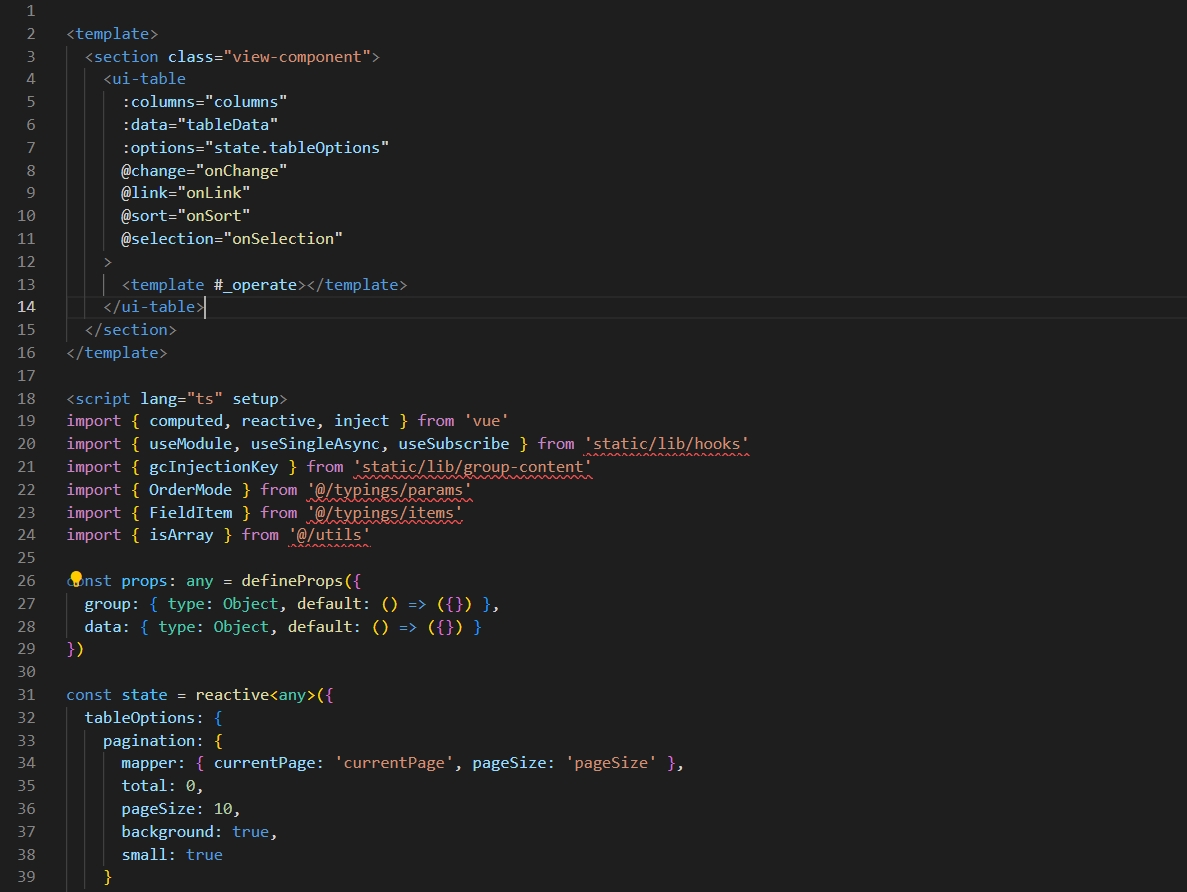 1
2 <template>
3   <section class="view-component">
4     <ui-table
5       :columns="columns"
6       :data="tableData"
7       :options="state.tableOptions"
8       @change="onChange"
9       @link="onLink"
10       @sort="onSort"
11       @selection="onSelection"
12     >
13       <template #_operate></template>
14     </ui-table>
15   </section>
16 </template>
17
18 <script lang="ts" setup>
19 import { computed, reactive, inject } from 'vue'
20 import { useModule, useSingleAsync, useSubscribe } from 'static/lib/hooks'
21 import { gcInjectionKey } from 'static/lib/group-content'
22 import { OrderMode } from '@/typings/params'
23 import { FieldItem } from '@/typings/items'
24 import { isArray } from '@/utils'
25
26 const props: any = defineProps({
27   group: { type: Object, default: () => ({}) },
28   data: { type: Object, default: () => ({}) }
29 })
30
31 const state = reactive<any>({
32   tableOptions: {
33     pagination: {
34       mapper: { currentPage: 'currentPage', pageSize: 'pageSize' },
35       total: 0,
36       pageSize: 10,
37       background: true,
38       small: true
39     }